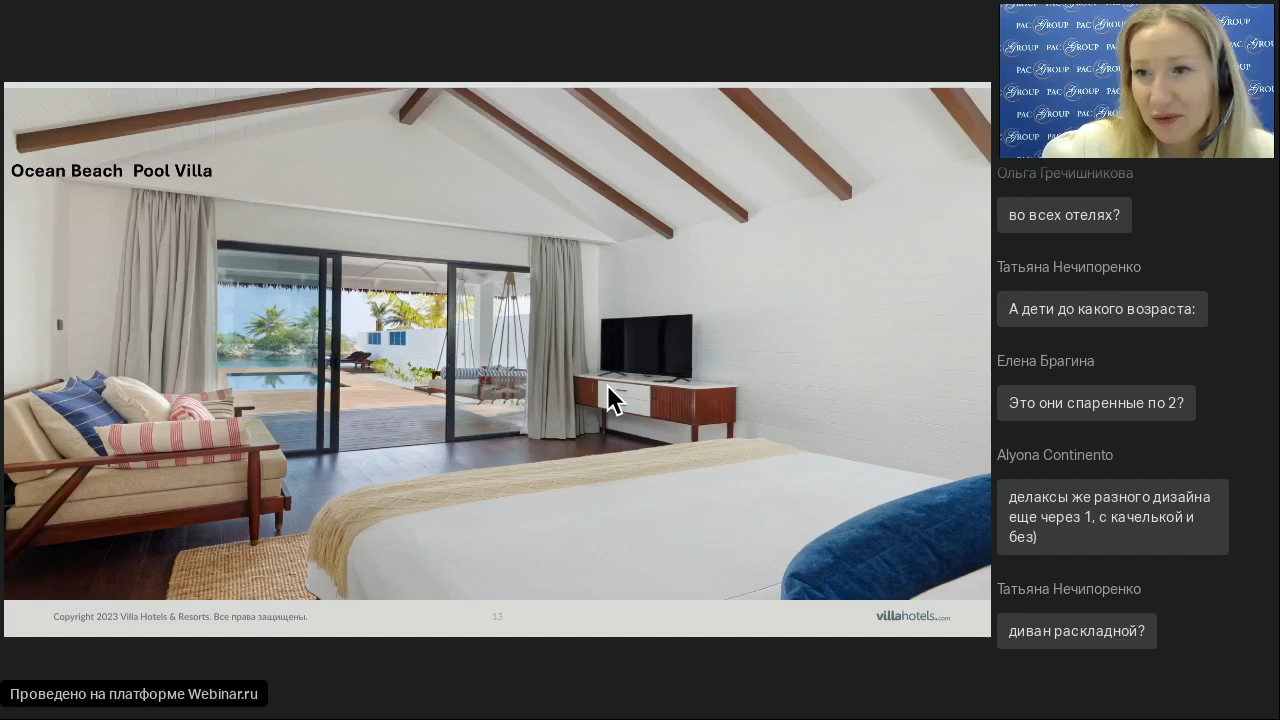 Ocean Beach Pool Villa
Copyright 2023 Villa Hotels & Resorts. Все права защищены.
13
villahotels.com
Проведено на платформе Webinar.ru
PAC GROUP
Ольга Гречишникова
во всех отелях?
Татьяна Нечипоренко
А дети до какого возраста:
Елена Брагина
Это они спаренные по 2?
Alyona Continento
делаксы же разного дизайна
еще через 1, с качелькой и
без)
Татьяна Нечипоренко
диван раскладной?